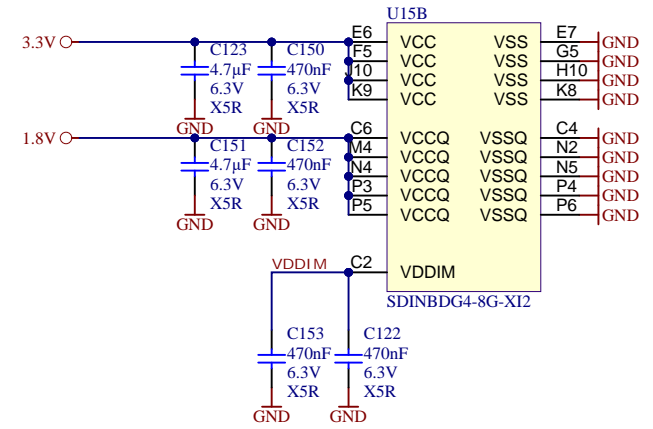 U15B
3.3V
C123
4.7µF
6.3V
X5R
GND
C150
470nF
6.3V
X5R
E6 VCC VSS E7 GND
F5 VCC VSS G5 GND
J10 VCC VSS H10 GND
K9 VCC VSS K8 GND
1.8V
C151
4.7µF
6.3V
X5R
GND
GND
C152
470nF
6.3V
X5R
GND
C6 VCCQ VSSQ C4 GND
M4 VCCQ VSSQ N2 GND
N4 VCCQ VSSQ N5 GND
P3 VCCQ VSSQ P4 GND
P5 VCCQ VSSQ P6 GND
VDDIM C2 VDDIM
SDINBDG4-8G-XI2
C153
470nF
6.3V
X5R
GND
C122
470nF
6.3V
X5R
GND